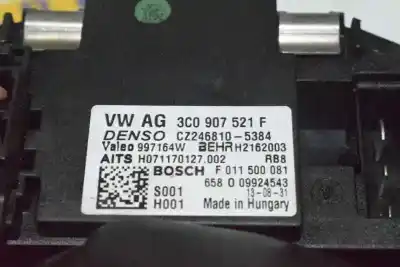 VW AG 3C0 907 521 F
DENSO CZ246810-5384
Valeo 997164W BEHR H2162003
AITS H071170127.002 RB8
BOSCH F 011 500 081
658 O 09924543
S001 13-08-31
H001 Made in Hungary